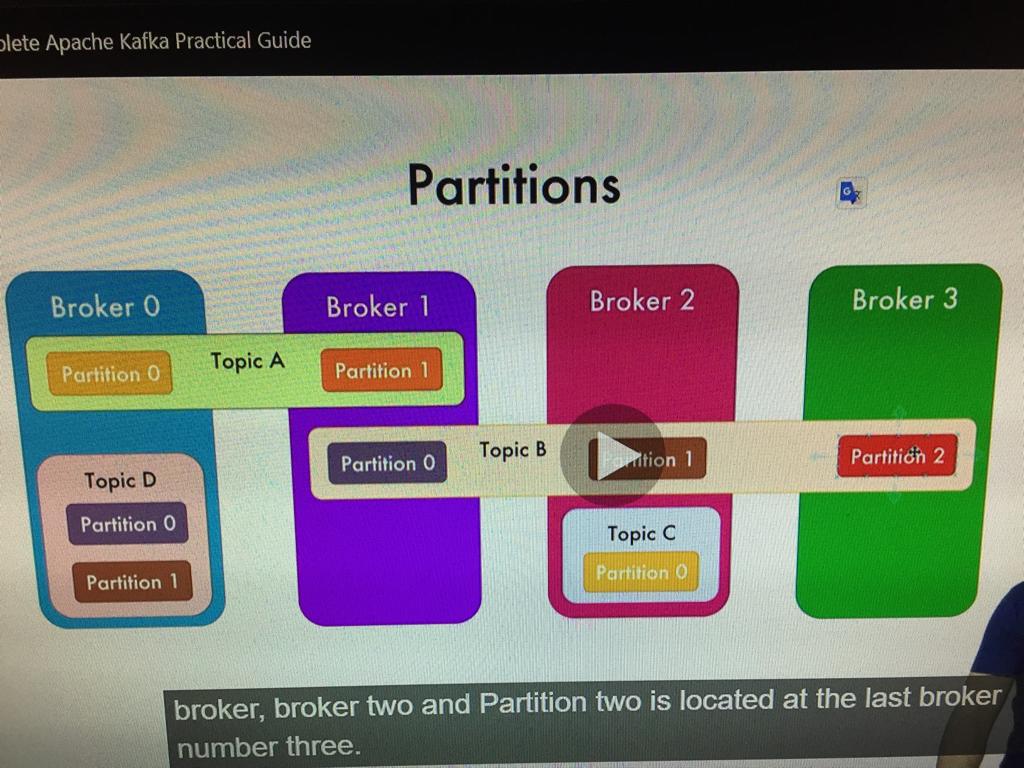 plete Apache Kafka Practical Guide
Partitions
Broker 0
Broker 1
Broker 2
Broker 3
Partition 0
Topic A
Partition 1
Partition 0
Topic B
Partition 1
Partition 2
Topic D
Partition 0
Partition 1
Topic C
Partition 0
broker, broker two and Partition two is located at the last broker
number three.